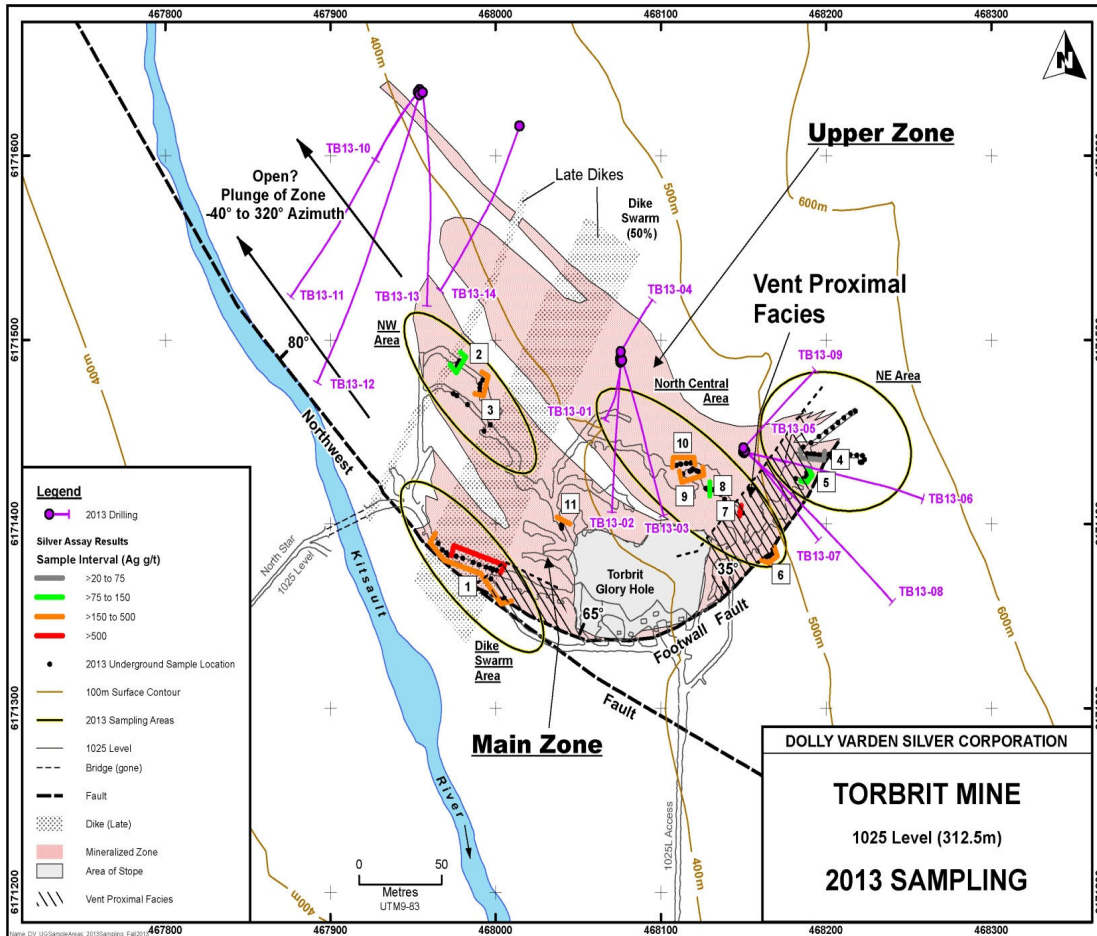 467800
467900
468000
468100
468200
468300
6171600
6171500
6171400
6171300
6171200
N
Upper Zone
TB13-10
Open?
Plunge of Zone
-40° to 320° Azimuth
Late Dikes
Dike
Swarm
(50%)
400m
500m
600m
Vent Proximal
Facies
TB13-11
TB13-13
TB13-14
TB13-04
TB13-12
TB13-09
NW
Area
80°
2
3
North Central
Area
NE Area
TB13-01
TB13-05
10
9
8
7
4
5
TB13-06
Northwest
400m
11
TB13-02
TB13-03
TB13-07
TB13-08
North Star
1025 Level
Kitsault
River
1
Torbrit
Glory Hole
35°
6
65°
Footwall Fault
500m
600m
Dike
Swarm
Area
Fault
Main Zone
1025L Access
400m
400m
0 50
Metres
UTM9-83
Legend
2013 Drilling
Silver Assay Results
Sample Interval (Ag g/t)
>20 to 75
>75 to 150
>150 to 500
>500
2013 Underground Sample Location
100m Surface Contour
2013 Sampling Areas
1025 Level
Bridge (gone)
Fault
Dike (Late)
Mineralized Zone
Area of Stope
Vent Proximal Facies
DOLLY VARDEN SILVER CORPORATION
TORBRIT MINE
1025 Level (312.5m)
2013 SAMPLING
467800
467900
468000
468100
468200
468300